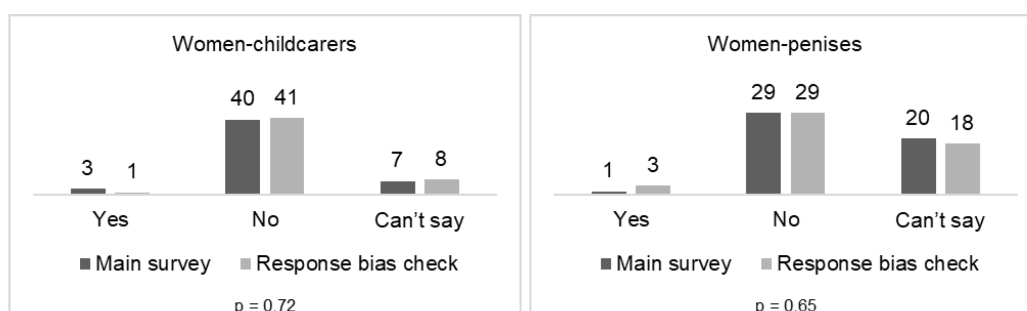 Women-childcarers
3
1
40
41
7
8
Yes
No
Can't say
Main survey
Response bias check
p = 0.72
Women-penises
1
3
29
29
20
18
Yes
No
Can't say
Main survey
Response bias check
p = 0.65